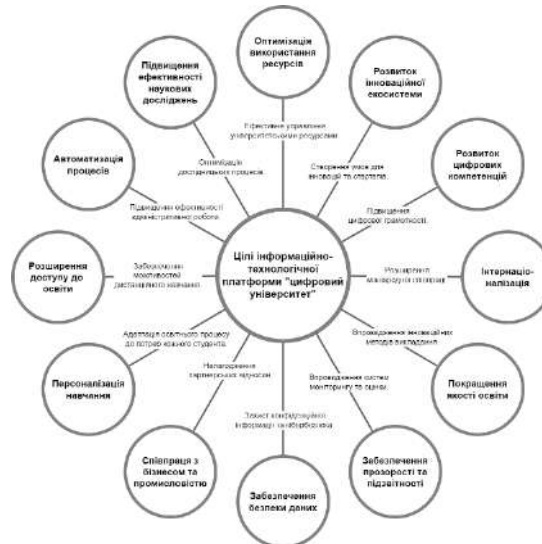 Оптимізація
використання
ресурсів
Підвищення
ефективності
наукових
досліджень
Розвиток
інноваційної
екосистеми
Ефективне управління
університетськими ресурсами
Автоматизація
процесів
Оптимізація
дослідницьких процесів
Створення умов для
інновацій та стартапів.
Розвиток
цифрових
компетенцій
Підвищення ефективності
адміністративної роботи
Підвищення
цифрової грамотності.
Розширення
доступу до
освіти
Забезпечення
можливостей
дистанційного навчання
Цілі інформаційно-
технологічної
платформи "цифровий
університет"
Розширення
міжнародної співпраці
Інтернаціо-
налізація
Адаптація освітнього процесу
до потреб кожного студента
Впровадження інноваційних
методів викладання
Персоналізація
навчання
Налагодження
партнерських відносин
Впровадження систем
моніторингу та оцінки
Покращення
якості освіти
Захист конфіденційної
інформації
Співпраця з
бізнесом та
промисловістю
Забезпечення
безпеки даних
Забезпечення
прозорості та
підзвітності